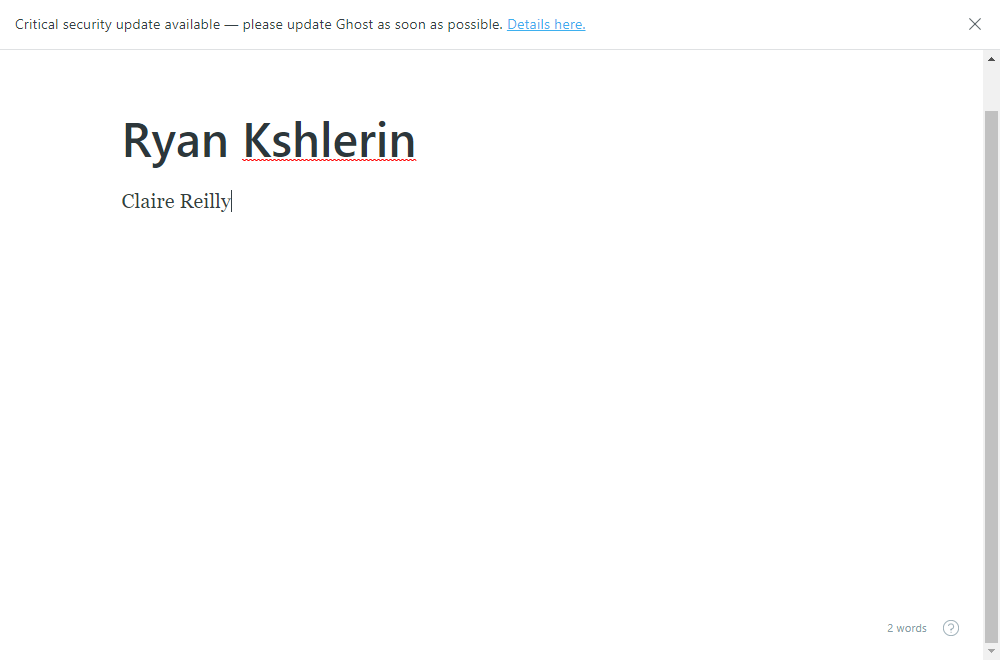 Critical security update available — please update Ghost as soon as possible. Details here.
Ryan Kshlerin
Claire Reilly
2 words
?